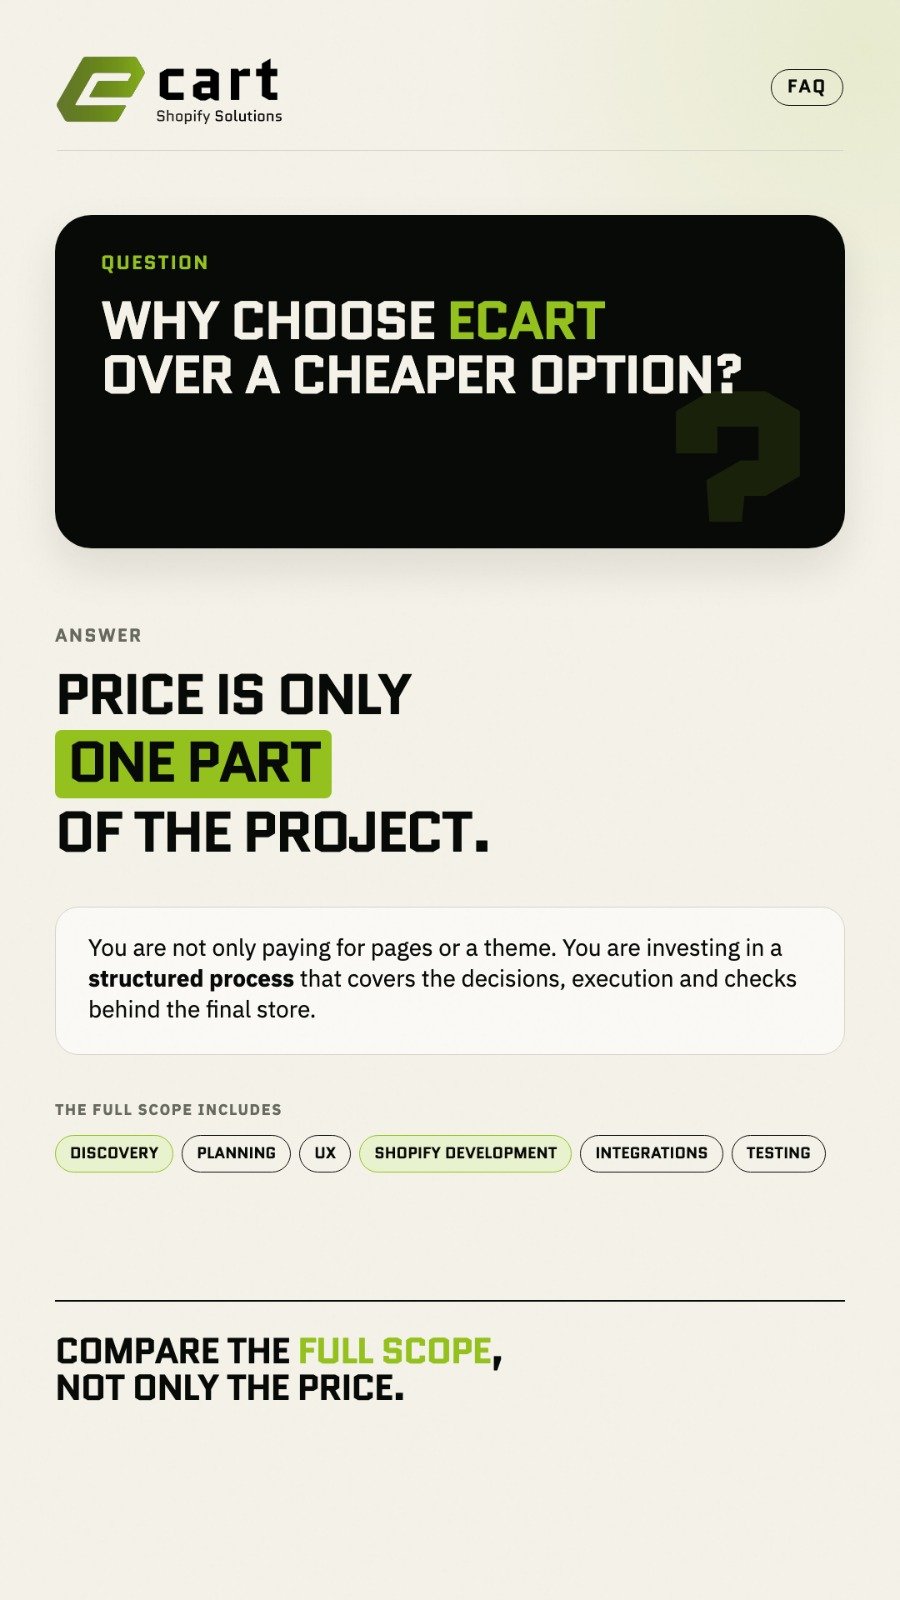 cart
Shopify Solutions
FAQ
QUESTION
WHY CHOOSE ECART
OVER A CHEAPER OPTION?
?
ANSWER
PRICE IS ONLY
ONE PART
OF THE PROJECT.
You are not only paying for pages or a theme. You are investing in a
structured process that covers the decisions, execution and checks
behind the final store.
THE FULL SCOPE INCLUDES
DISCOVERY PLANNING UX SHOPIFY DEVELOPMENT INTEGRATIONS TESTING
COMPARE THE FULL SCOPE,
NOT ONLY THE PRICE.